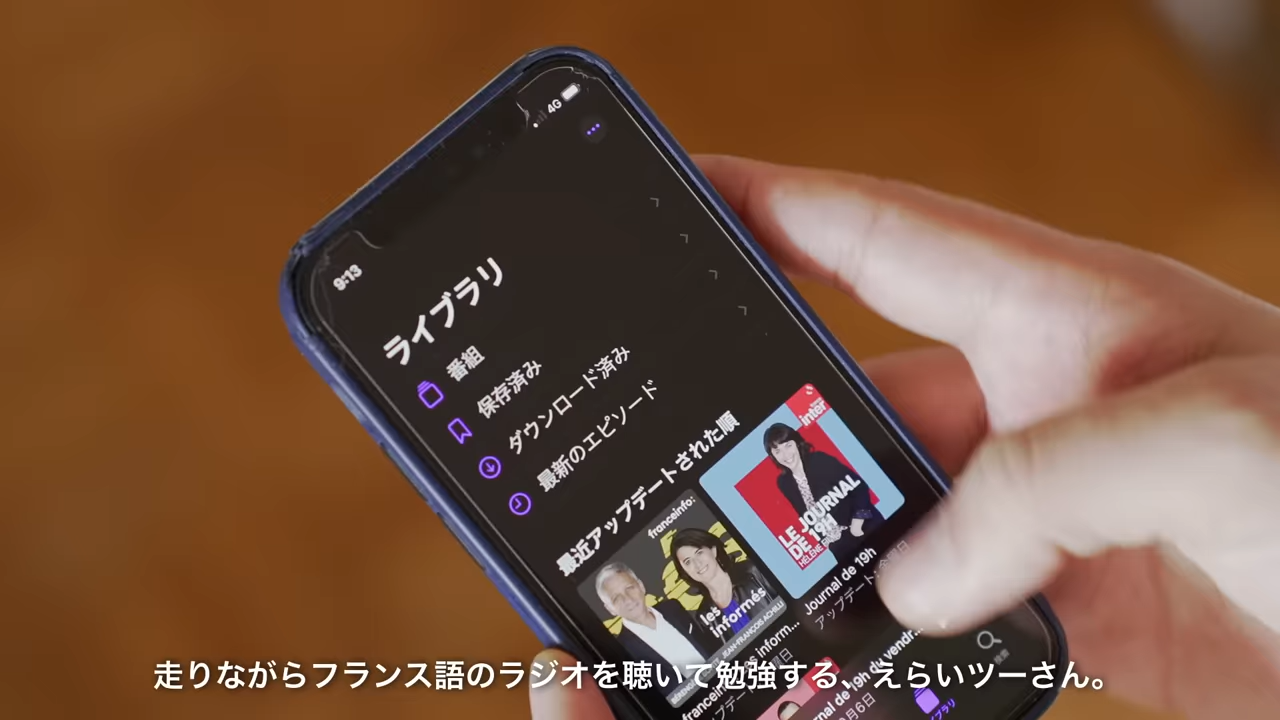 4G
9:13
ライブラリ
番組
保存済み
ダウンロード済み
最新のエピソード
最近アップデートされた順
franceinfo:
les
informés
inter
LE JOURNAL
DE 19H
Journal de 19h
検索
走りながらフランス語のラジオを聴いて勉強する、えらいツーさん。